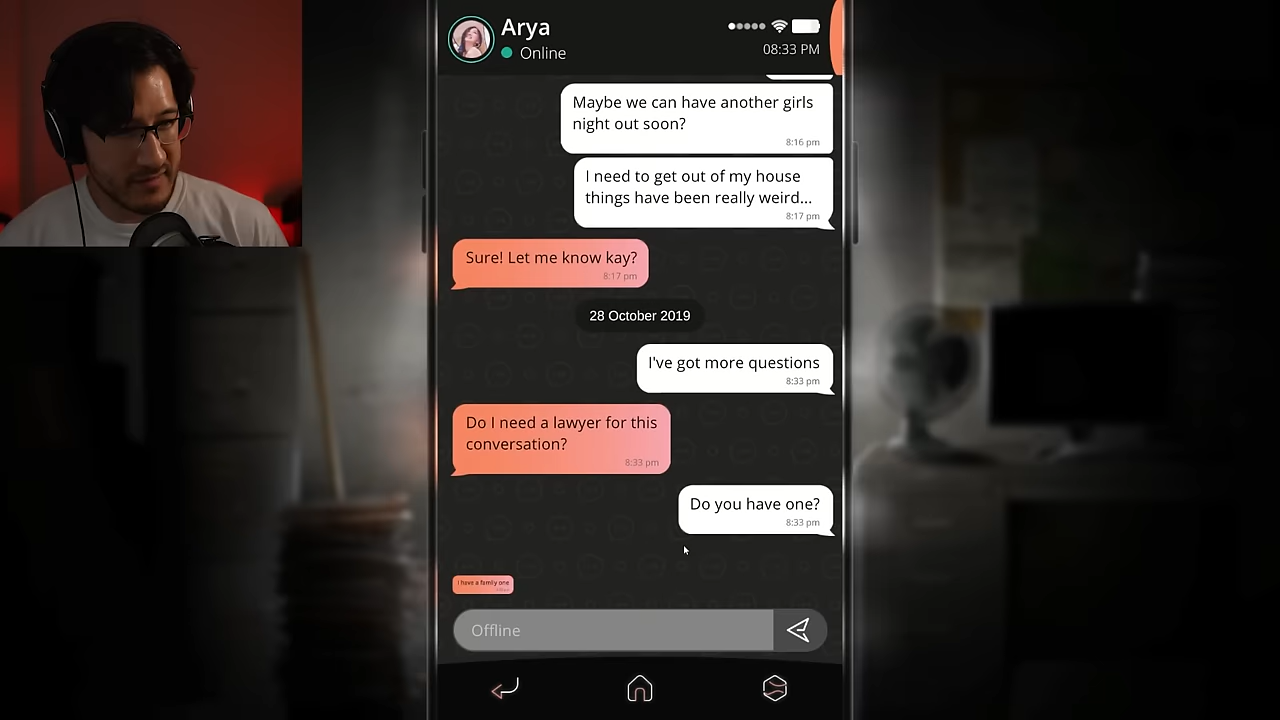 Arya
Online
08:33 PM
Maybe we can have another girls
night out soon?
8:16 pm
I need to get out of my house
things have been really weird...
8:17 pm
Sure! Let me know kay?
8:17 pm
28 October 2019
I've got more questions
8:33 pm
Do I need a lawyer for this
conversation?
8:33 pm
Do you have one?
8:33 pm
I have a family one
Offline